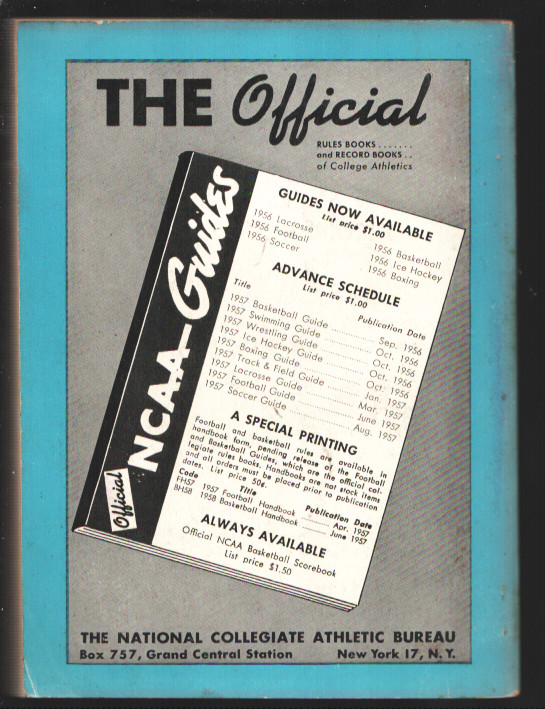 THE Official
RULES BOOKS .......
and RECORD BOOKS ..
of College Athletics
Official NCAA Guides
GUIDES NOW AVAILABLE
List price $1.00
1956 Lacrosse 1956 Basketball
1956 Football 1956 Ice Hockey
1956 Soccer 1956 Boxing
ADVANCE SCHEDULE
List price $1.00
Title Publication Date
1957 Basketball Guide ........ Sep. 1956
1957 Swimming Guide ........ Oct. 1956
1957 Wrestling Guide ........ Oct. 1956
1957 Ice Hockey Guide ........ Oct. 1956
1957 Boxing Guide ........ Oct. 1956
1957 Track & Field Guide ........ Jan. 1957
1957 Lacrosse Guide ........ Mar. 1957
1957 Football Guide ........ June 1957
1957 Soccer Guide ........ Aug. 1957
A SPECIAL PRINTING
Football and basketball rules are available in
handbook form, pending release of the Football
and Basketball Guides, which are the official col-
legiate rules books. Handbooks are not stock items
and all orders must be placed prior to publication
dates. List price 50¢.
Code Title Publication Date
FH57 1957 Football Handbook ........ Apr. 1957
BH58 1958 Basketball Handbook ........ June 1957
ALWAYS AVAILABLE
Official NCAA Basketball Scorebook
List price $1.50
THE NATIONAL COLLEGIATE ATHLETIC BUREAU
Box 757, Grand Central Station New York 17, N. Y.